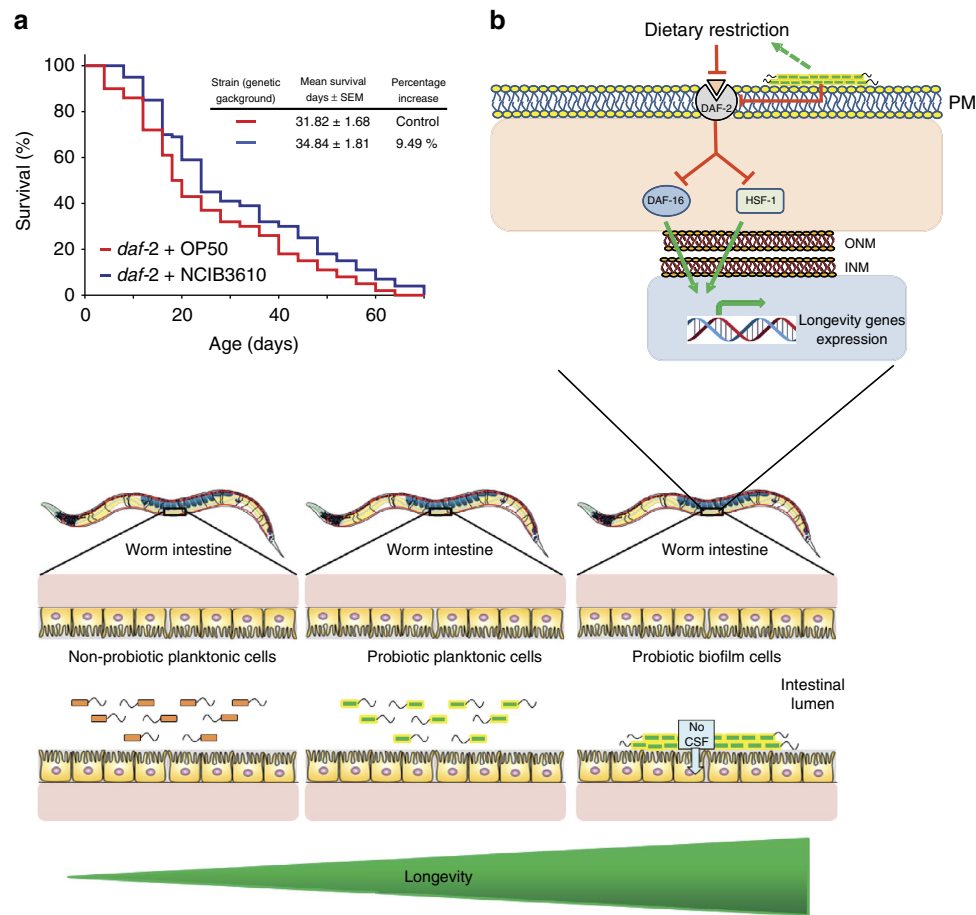 a
100
80
60
40
20
0
Survival (%)
Strain (genetic gackground)
Mean survival days ± SEM
Percentage increase
31.82 ± 1.68
Control
34.84 ± 1.81
9.49 %
daf-2 + OP50
daf-2 + NCIB3610
0
20
40
60
Age (days)
b
Dietary restriction
DAF-2
PM
DAF-16
HSF-1
ONM
INM
Longevity genes
expression
Worm intestine
Worm intestine
Worm intestine
Non-probiotic planktonic cells
Probiotic planktonic cells
Probiotic biofilm cells
Intestinal
lumen
No
CSF
Longevity